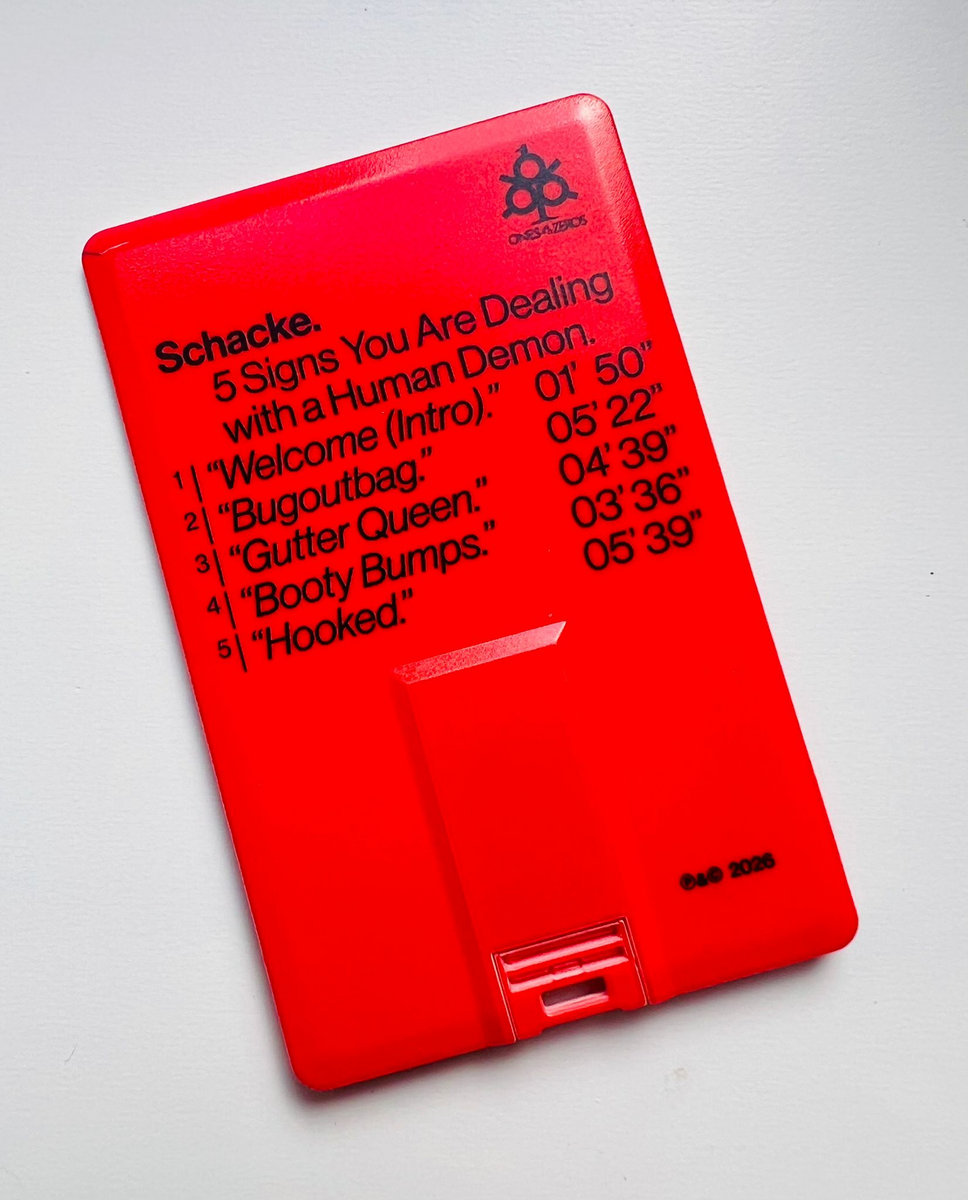 ONES & ZEROS
Schacke.
5 Signs You Are Dealing
with a Human Demon.
1 | “Welcome (Intro).” 01’ 50”
2 | “Bugoutbag.” 05’ 22”
3 | “Gutter Queen.” 04’ 39”
4 | “Booty Bumps.” 03’ 36”
5 | “Hooked.” 05’ 39”
℗&© 2026